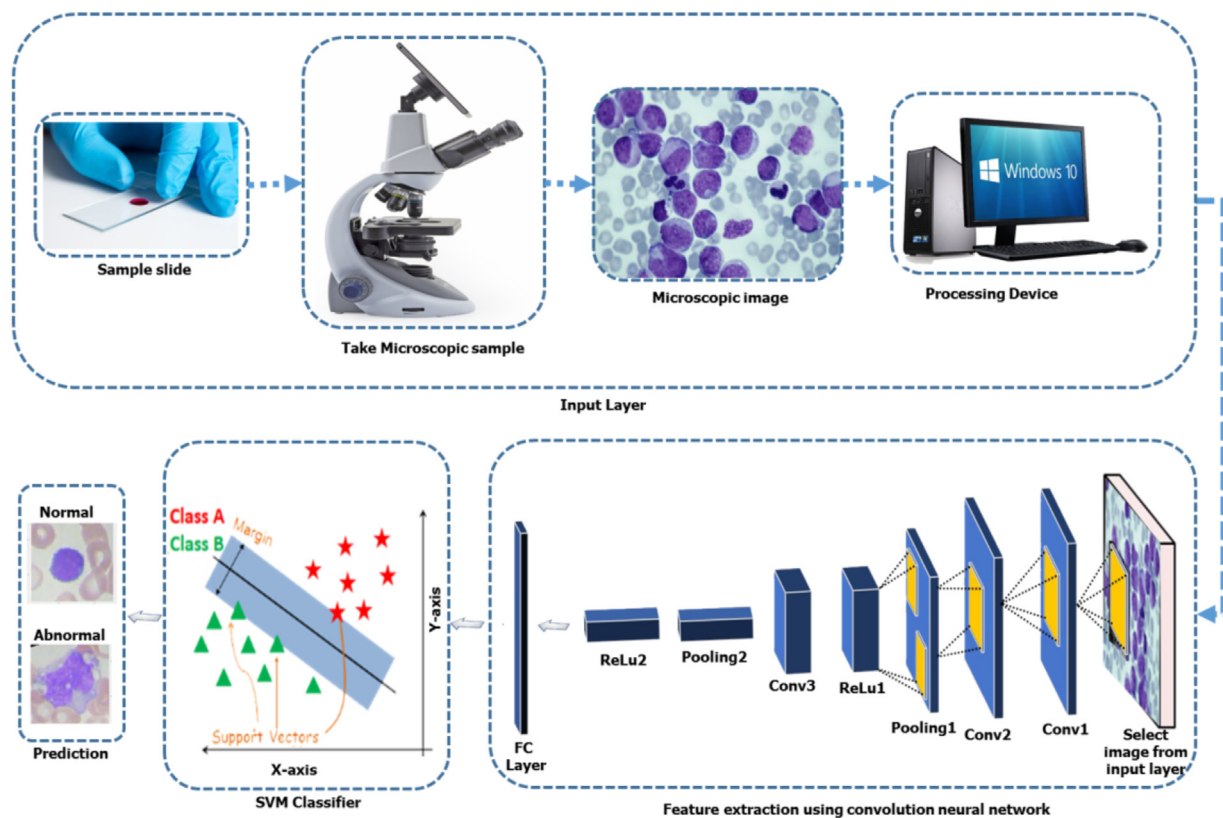 Windows 10
Sample slide
Take Microscopic sample
Microscopic image
Processing Device
Input Layer
Normal
Abnormal
Prediction
Class A
Class B
Margin
Support Vectors
Y-axis
X-axis
SVM Classifier
FC
Layer
ReLu2
Pooling2
Conv3
ReLu1
Pooling1
Conv2
Conv1
Select
image from
input layer
Feature extraction using convolution neural network